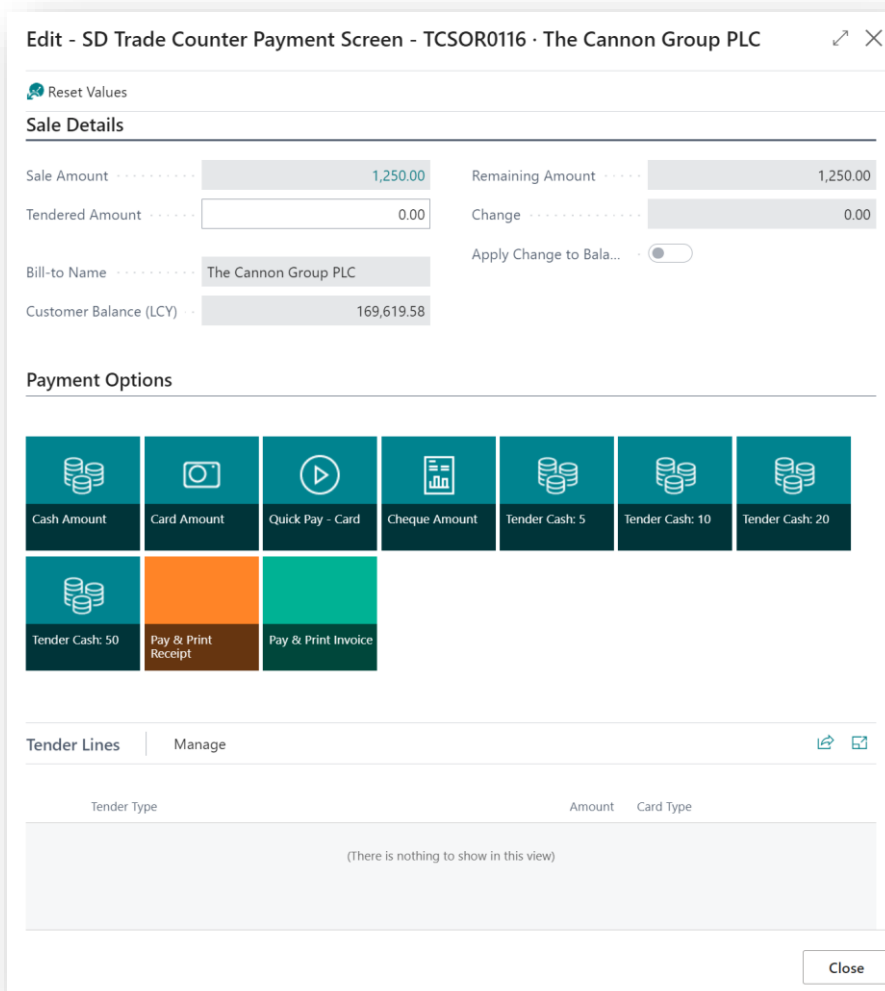 Edit - SD Trade Counter Payment Screen - TCSOR0116 · The Cannon Group PLC
Reset Values
Sale Details
Sale Amount 1,250.00 Remaining Amount 1,250.00
Tendered Amount 0.00 Change 0.00
Apply Change to Bala...
Bill-to Name The Cannon Group PLC
Customer Balance (LCY) 169,619.58
Payment Options
Cash Amount Card Amount Quick Pay - Card Cheque Amount Tender Cash: 5 Tender Cash: 10 Tender Cash: 20
Tender Cash: 50 Pay & Print Pay & Print Invoice
Receipt
Tender Lines Manage
Tender Type Amount Card Type
(There is nothing to show in this view)
Close